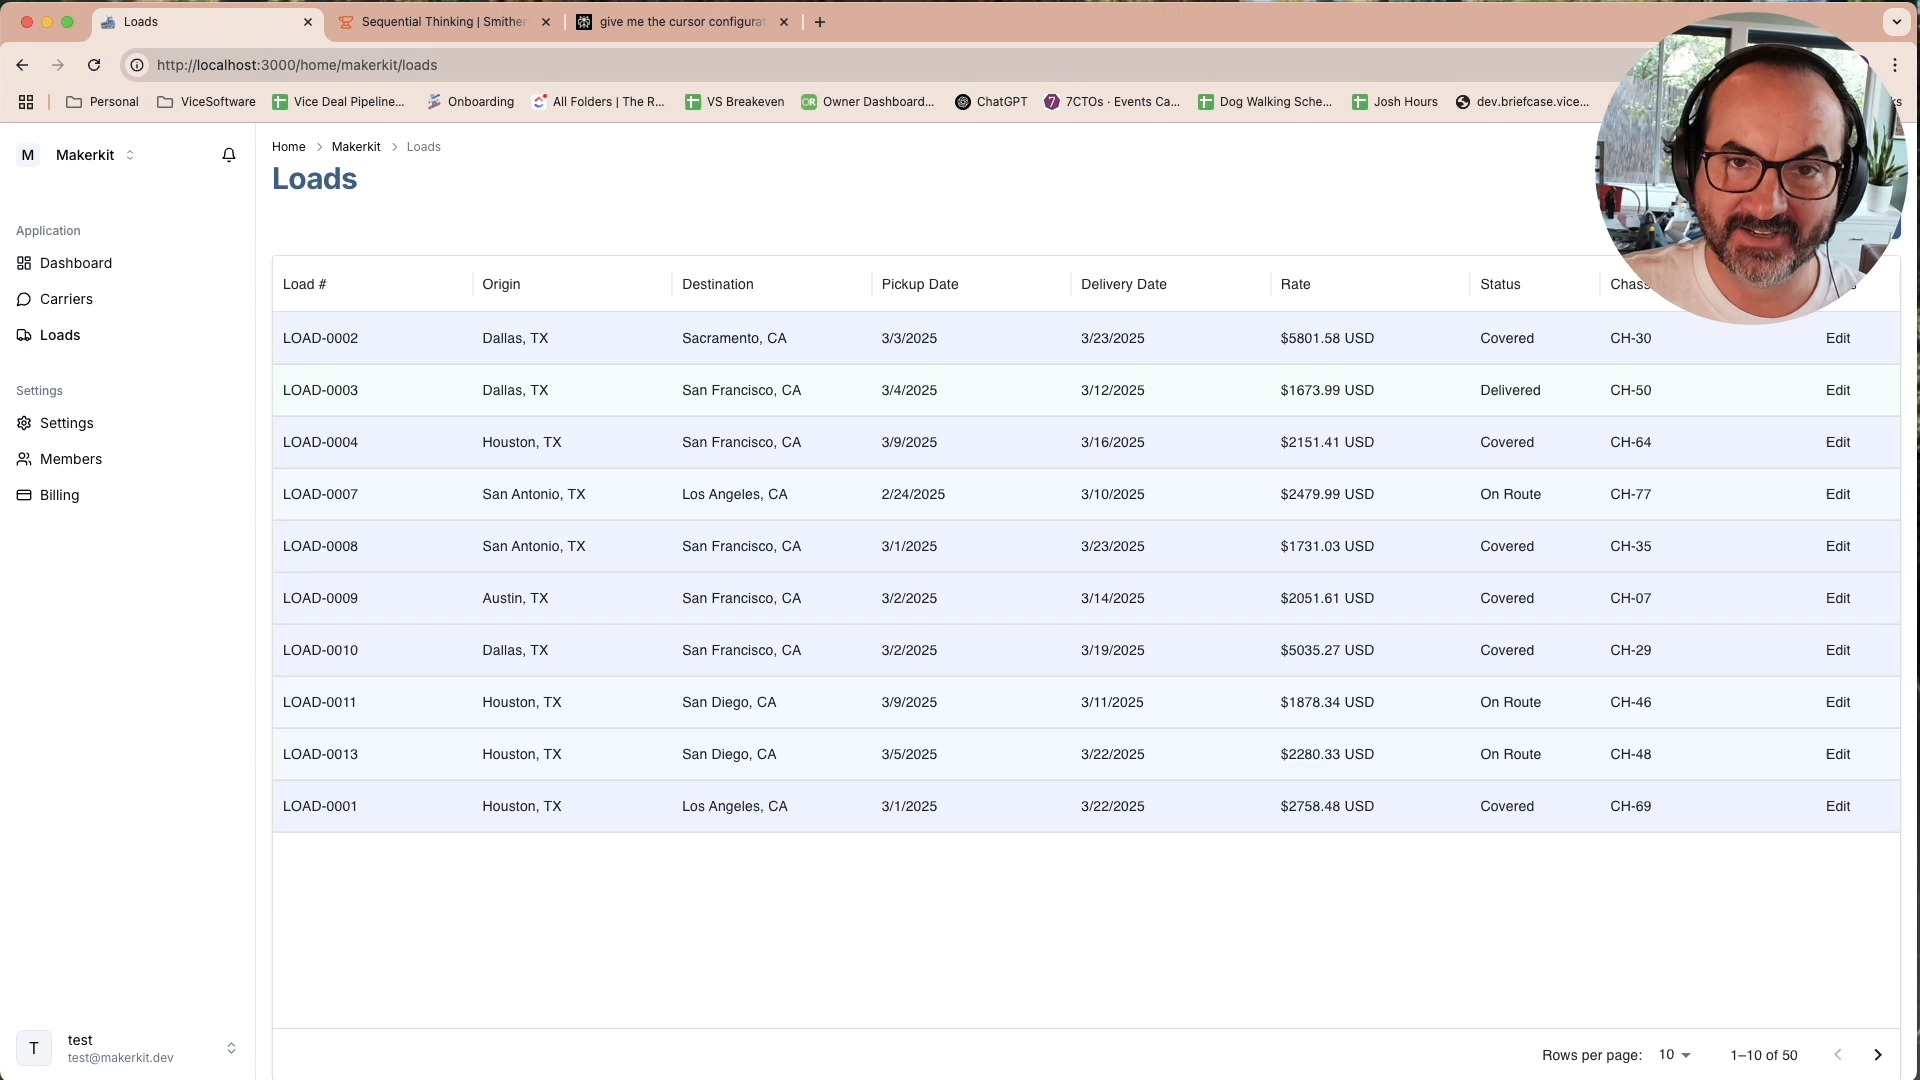 Loads
Sequential Thinking | Smither
give me the cursor configurat
http://localhost:3000/home/makerkit/loads
Personal
ViceSoftware
Vice Deal Pipeline...
Onboarding
All Folders | The R...
VS Breakeven
Owner Dashboard...
ChatGPT
7CTOs · Events Ca...
Dog Walking Sche...
Josh Hours
dev.briefcase.vice...
M Makerkit
Application
Dashboard
Carriers
Loads
Settings
Settings
Members
Billing
T
test
test@makerkit.dev
Home > Makerkit > Loads
Loads
Load # Origin Destination Pickup Date Delivery Date Rate Status
LOAD-0002 Dallas, TX Sacramento, CA 3/3/2025 3/23/2025 $5801.58 USD Covered CH-30 Edit
LOAD-0003 Dallas, TX San Francisco, CA 3/4/2025 3/12/2025 $1673.99 USD Delivered CH-50 Edit
LOAD-0004 Houston, TX San Francisco, CA 3/9/2025 3/16/2025 $2151.41 USD Covered CH-64 Edit
LOAD-0007 San Antonio, TX Los Angeles, CA 2/24/2025 3/10/2025 $2479.99 USD On Route CH-77 Edit
LOAD-0008 San Antonio, TX San Francisco, CA 3/1/2025 3/23/2025 $1731.03 USD Covered CH-35 Edit
LOAD-0009 Austin, TX San Francisco, CA 3/2/2025 3/14/2025 $2051.61 USD Covered CH-07 Edit
LOAD-0010 Dallas, TX San Francisco, CA 3/2/2025 3/19/2025 $5035.27 USD Covered CH-29 Edit
LOAD-0011 Houston, TX San Diego, CA 3/9/2025 3/11/2025 $1878.34 USD On Route CH-46 Edit
LOAD-0013 Houston, TX San Diego, CA 3/5/2025 3/22/2025 $2280.33 USD On Route CH-48 Edit
LOAD-0001 Houston, TX Los Angeles, CA 3/1/2025 3/22/2025 $2758.48 USD Covered CH-69 Edit
Rows per page: 10 1–10 of 50